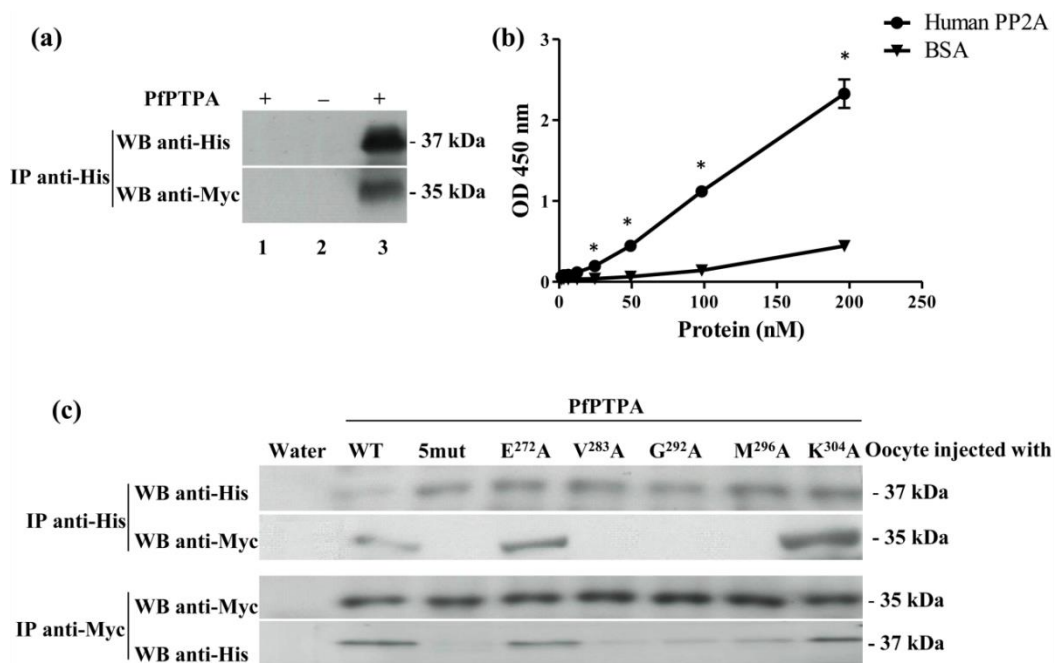 (a)
PfPTPA + – +
IP anti-His
WB anti-His - 37 kDa
WB anti-Myc - 35 kDa
1 2 3
(b)
Human PP2A
BSA
3
2
1
0
OD 450 nm
* * * * *
0 50 100 150 200 250
Protein (nM)
(c)
PfPTPA
Water WT 5mut E²⁷²A V²⁸³A G²⁹²A M²⁹⁶A K³⁰⁴A Oocyte injected with
IP anti-His
WB anti-His - 37 kDa
WB anti-Myc - 35 kDa
IP anti-Myc
WB anti-Myc - 35 kDa
WB anti-His - 37 kDa